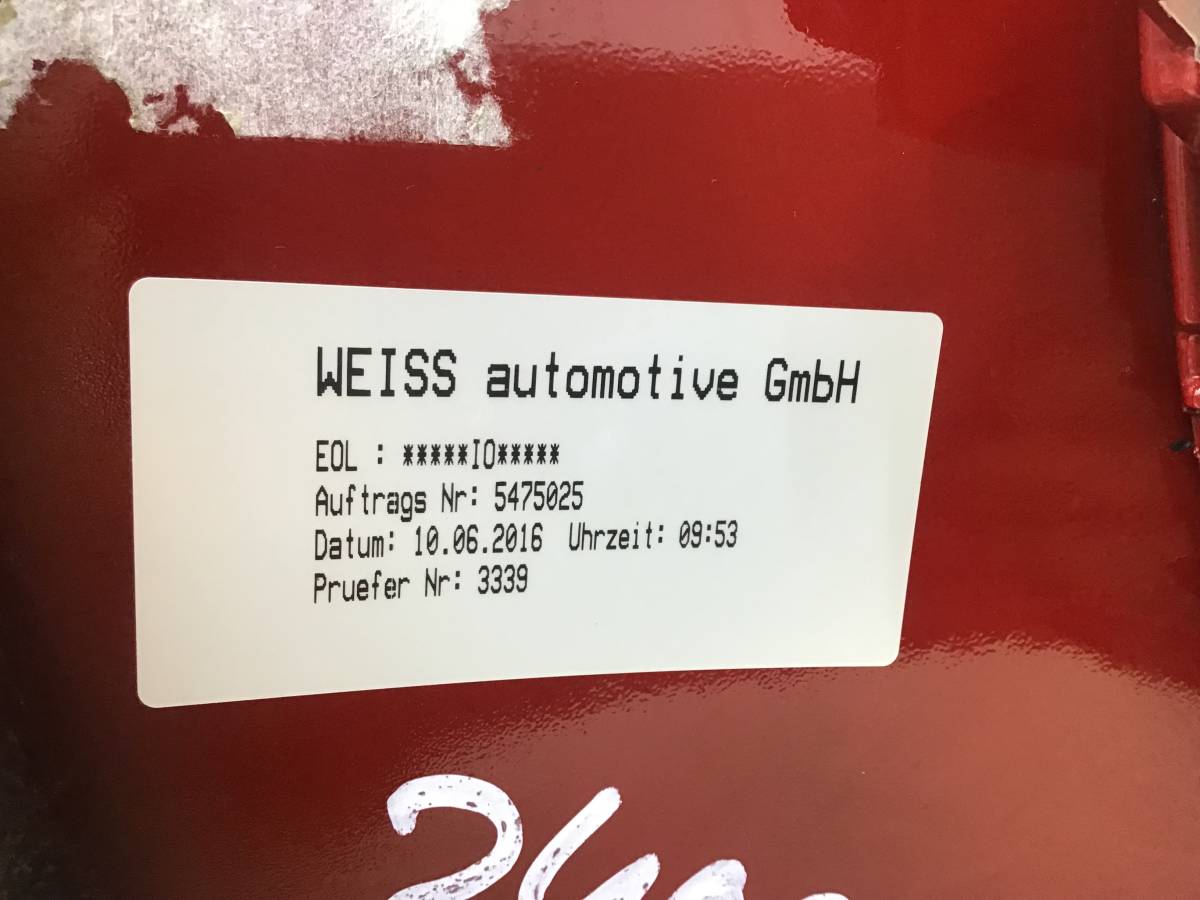 WEISS automotive GmbH
EOL : *****IO*****
Auftrags Nr: 5475025
Datum: 10.06.2016 Uhrzeit: 09:53
Pruefer Nr: 3339